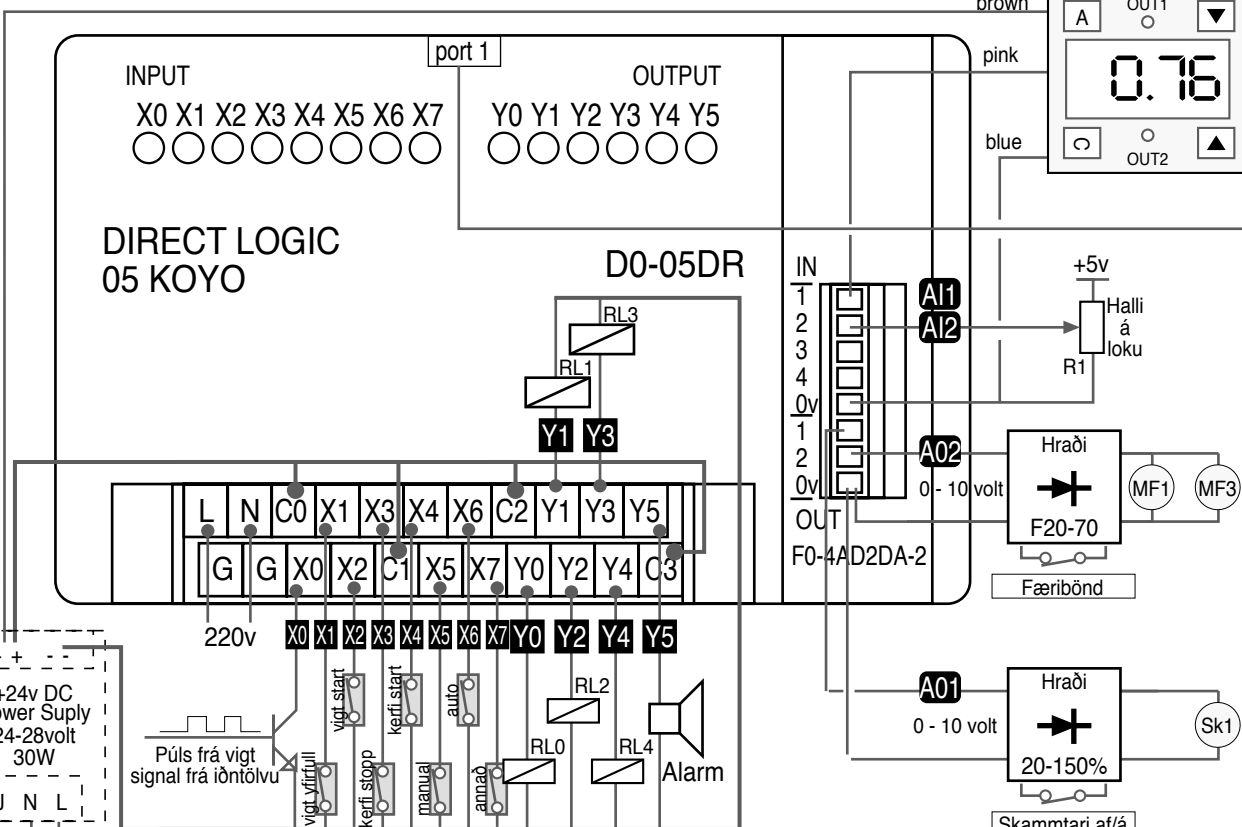 brown
OUT1
A
port 1
pink
INPUT
OUTPUT
0.76
X0 X1 X2 X3 X4 X5 X6 X7
Y0 Y1 Y2 Y3 Y4 Y5
blue
C
OUT2
DIRECT LOGIC
05 KOYO
D0-05DR
IN
1
2
3
4
0v
1
2
0v
OUT
F0-4AD2DA-2
AI1
AI2
+5v
Halli
á
loku
R1
RL3
RL1
Y1 Y3
A02
0 - 10 volt
Hraði
F20-70
MF1
MF3
Færibönd
L N C0 X1 X3 X4 X6 C2 Y1 Y3 Y5
G G X0 X2 C1 X5 X7 Y0 Y2 Y4 C3
220v
X0 X1 X2 X3 X4 X5 X6 X7 Y0 Y2 Y4 Y5
+ - -
+24v DC
24-28volt
30W
N L
Púls frá vigt
signal frá iðntölvu
vigt yfirfull
vigt start
kerfi stopp
kerfi start
manual
auto
annað
RL2
RL0
RL4
Alarm
A01
0 - 10 volt
Hraði
20-150%
Sk1
Skammtari af/á